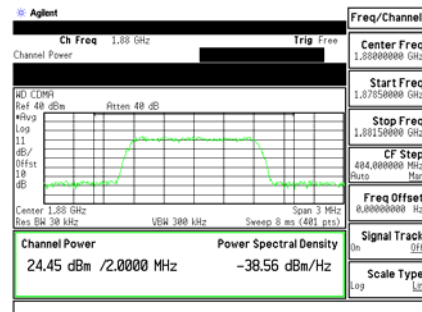 Agilent
Freq/Channel
Ch Freq 1.88 GHz Trig Free
Channel Power
Center Freq
1.88000000 GHz
Start Freq
1.87850000 GHz
Stop Freq
1.88150000 GHz
CF Step
404.000000 MHz
Auto Man
Freq Offset
0.00000000 Hz
Signal Track
On Off
Scale Type
Log Lin
WD CDMA
Ref 40 dBm Atten 40 dB
#Avg
Log
11
dB/
Offst
10
dB
Center 1.88 GHz Span 3 MHz
Res BW 30 kHz VBW 300 kHz Sweep 8 ms (401 pts)
Channel Power Power Spectral Density
24.45 dBm /2.0000 MHz -38.56 dBm/Hz